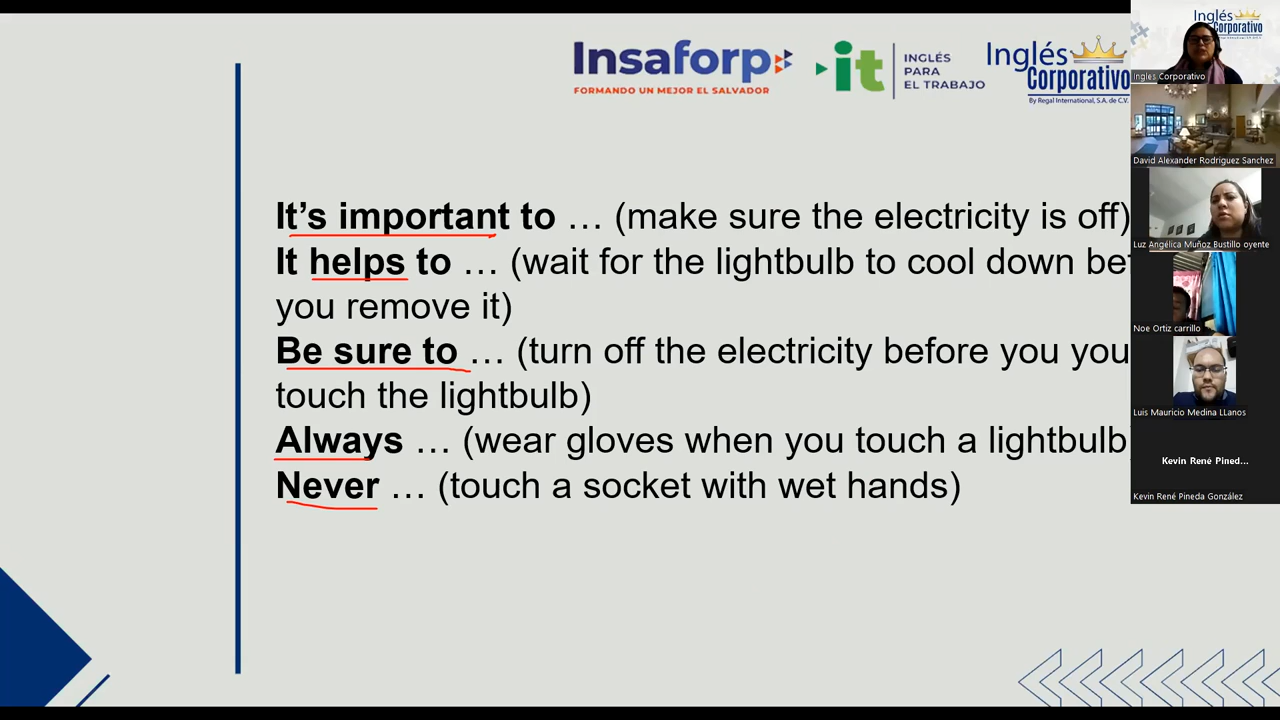 Insaforp
FORMANDO UN MEJOR EL SALVADOR
it
INGLÉS
PARA
EL TRABAJO
Inglés
Corporativo
By Regal International, S.A. de C.V.
It's important to … (make sure the electricity is off)
It helps to … (wait for the lightbulb to cool down bef
you remove it)
Be sure to … (turn off the electricity before you you
touch the lightbulb)
Always … (wear gloves when you touch a lightbulb
Never … (touch a socket with wet hands)
Inglés
Corporativo
Ingles Corporativo
David Alexander Rodriguez Sanchez
Luz Angélica Muñoz Bustillo oyente
Noe Ortiz carrillo
Luis Mauricio Medina LLanos
Kevin René Pined...
Kevin René Pineda González